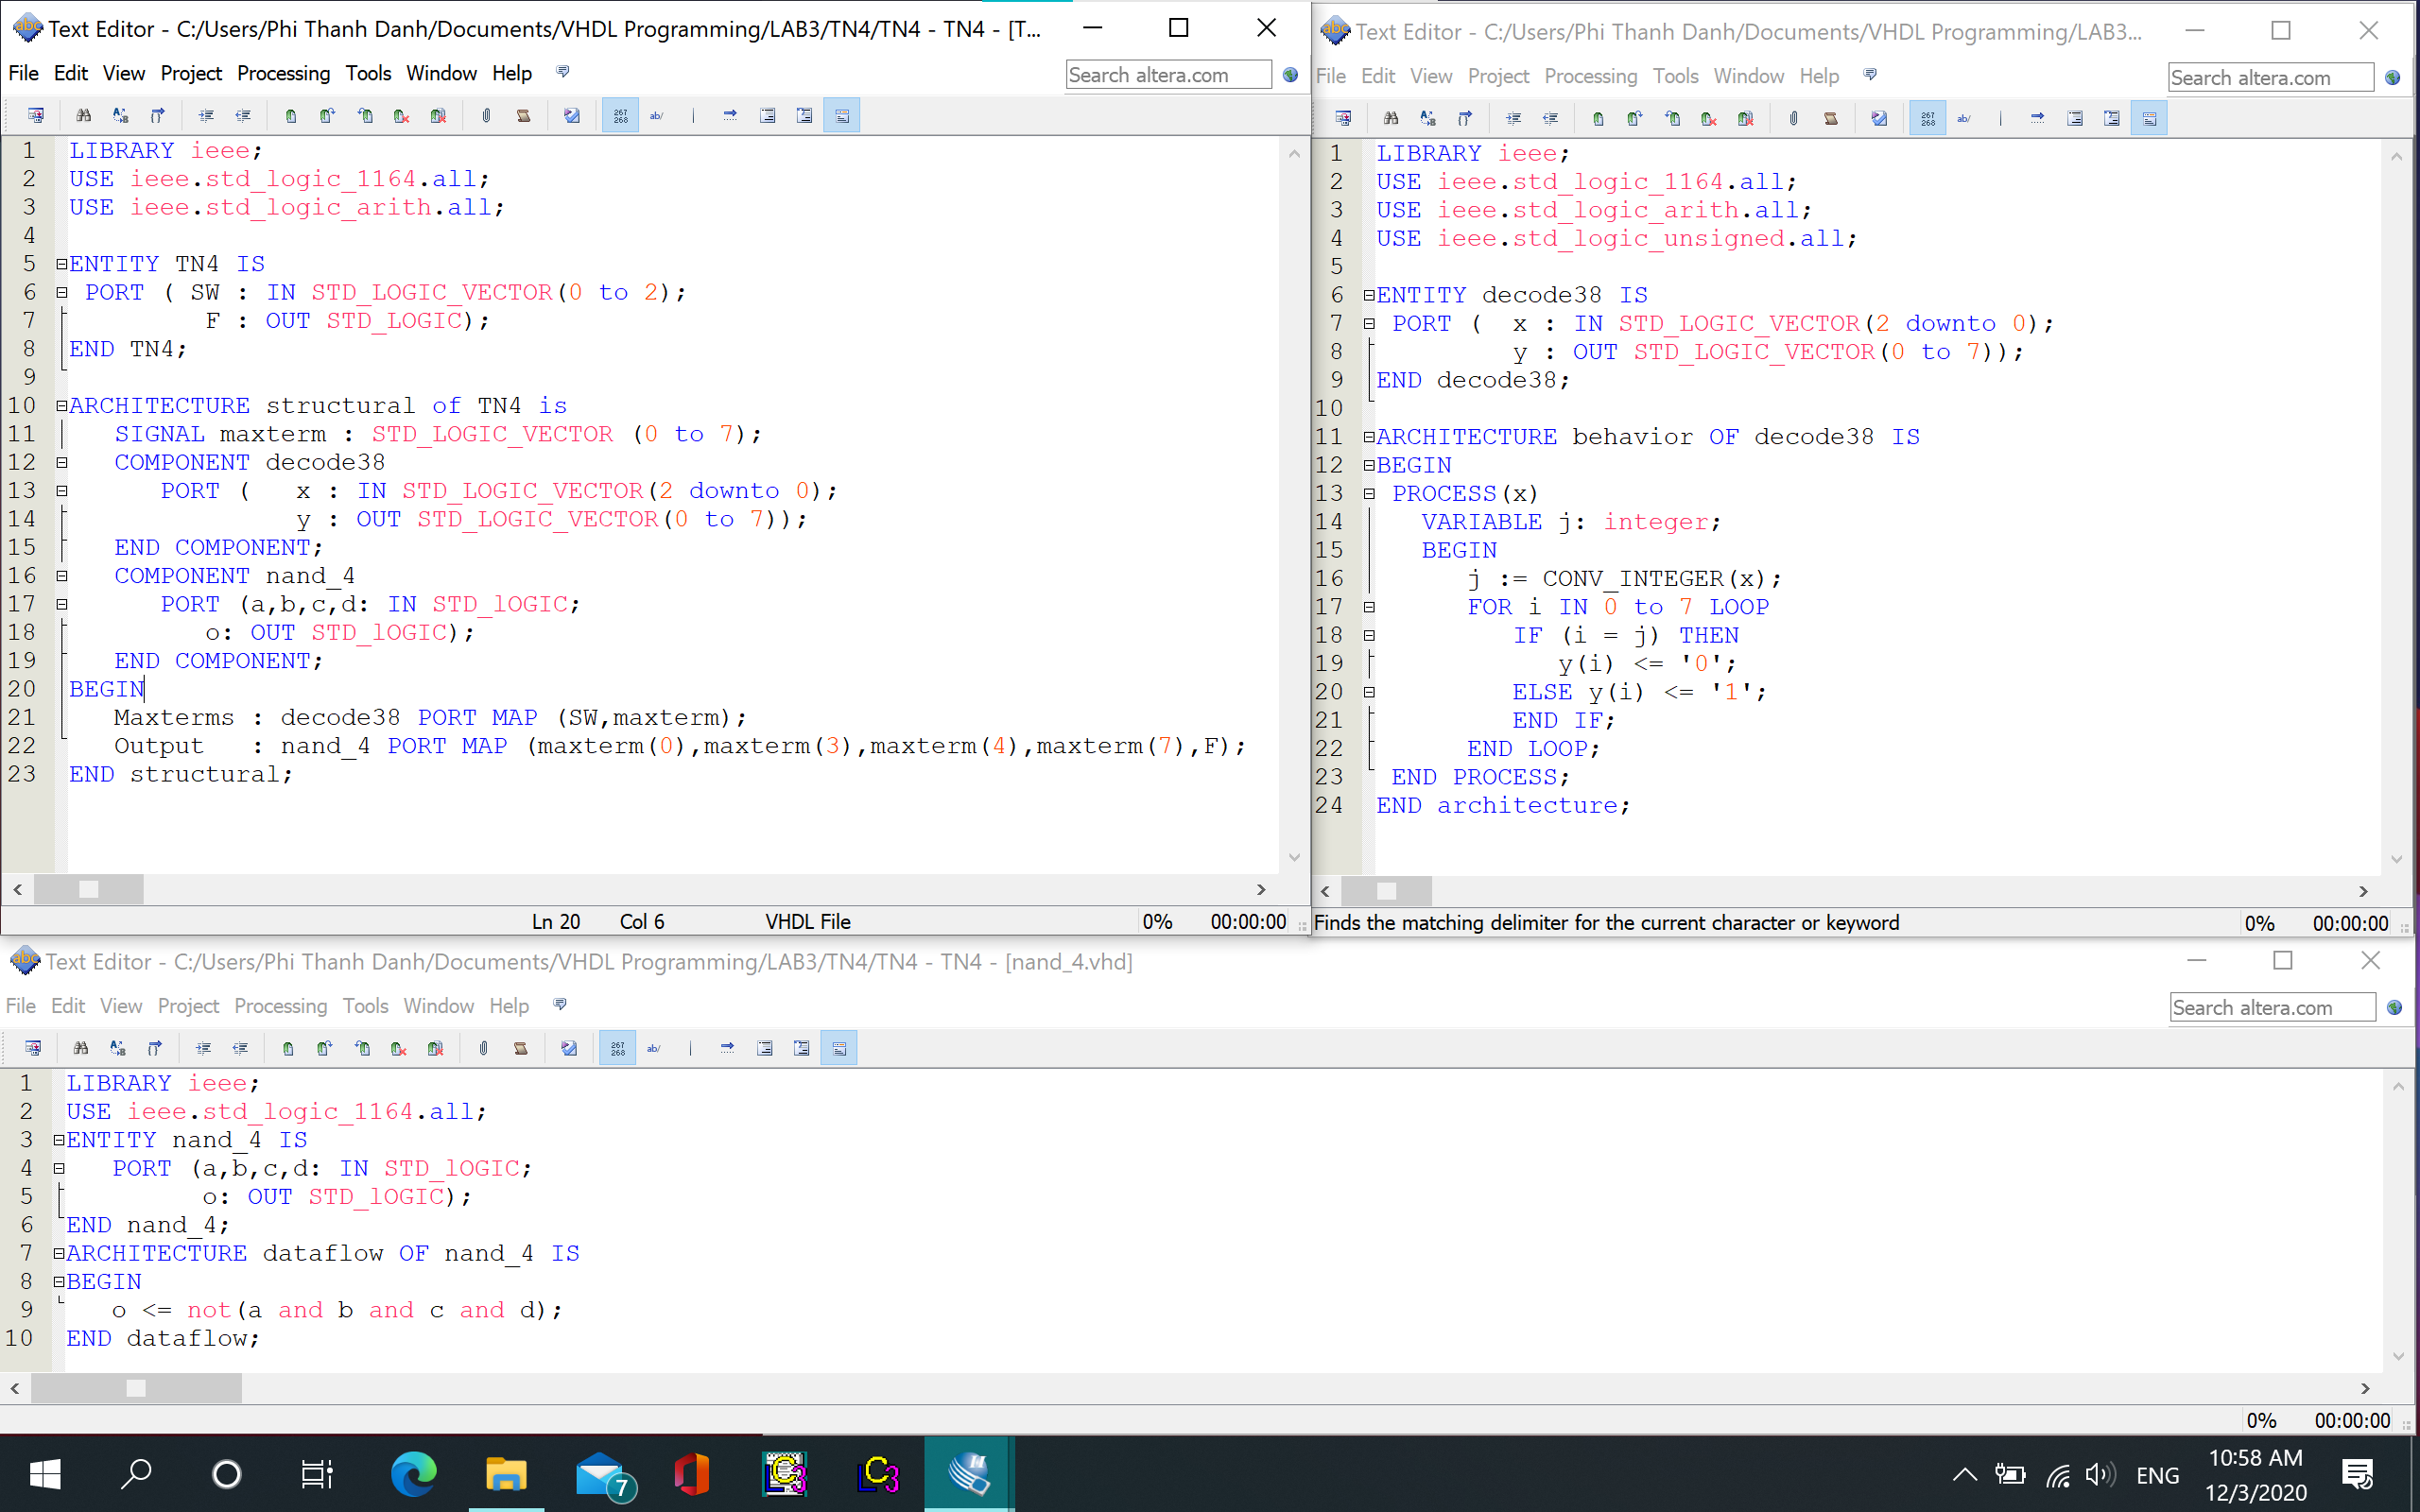 Text Editor - C:/Users/Phi Thanh Danh/Documents/VHDL Programming/LAB3/TN4/TN4 - TN4 - [T...
File Edit View Project Processing Tools Window Help
Search altera.com
267
268
ab/
1 LIBRARY ieee;
2 USE ieee.std_logic_1164.all;
3 USE ieee.std_logic_arith.all;
4
5 ENTITY TN4 IS
6 PORT ( SW : IN STD_LOGIC_VECTOR(0 to 2);
7 F : OUT STD_LOGIC);
8 END TN4;
9
10 ARCHITECTURE structural of TN4 is
11 SIGNAL maxterm : STD_LOGIC_VECTOR (0 to 7);
12 COMPONENT decode38
13 PORT ( x : IN STD_LOGIC_VECTOR(2 downto 0);
14 y : OUT STD_LOGIC_VECTOR(0 to 7));
15 END COMPONENT;
16 COMPONENT nand_4
17 PORT (a,b,c,d: IN STD_lOGIC;
18 o: OUT STD_lOGIC);
19 END COMPONENT;
20 BEGIN
21 Maxterms : decode38 PORT MAP (SW,maxterm);
22 Output : nand_4 PORT MAP (maxterm(0),maxterm(3),maxterm(4),maxterm(7),F);
23 END structural;
Ln 20 Col 6 VHDL File 0% 00:00:00
Text Editor - C:/Users/Phi Thanh Danh/Documents/VHDL Programming/LAB3...
File Edit View Project Processing Tools Window Help
Search altera.com
267
268
ab/
1 LIBRARY ieee;
2 USE ieee.std_logic_1164.all;
3 USE ieee.std_logic_arith.all;
4 USE ieee.std_logic_unsigned.all;
5
6 ENTITY decode38 IS
7 PORT ( x : IN STD_LOGIC_VECTOR(2 downto 0);
8 y : OUT STD_LOGIC_VECTOR(0 to 7));
9 END decode38;
10
11 ARCHITECTURE behavior OF decode38 IS
12 BEGIN
13 PROCESS(x)
14 VARIABLE j: integer;
15 BEGIN
16 j := CONV_INTEGER(x);
17 FOR i IN 0 to 7 LOOP
18 IF (i = j) THEN
19 y(i) <= '0';
20 ELSE y(i) <= '1';
21 END IF;
22 END LOOP;
23 END PROCESS;
24 END architecture;
Finds the matching delimiter for the current character or keyword 0% 00:00:00
Text Editor - C:/Users/Phi Thanh Danh/Documents/VHDL Programming/LAB3/TN4/TN4 - TN4 - [nand_4.vhd]
File Edit View Project Processing Tools Window Help
Search altera.com
267
268
ab/
1 LIBRARY ieee;
2 USE ieee.std_logic_1164.all;
3 ENTITY nand_4 IS
4 PORT (a,b,c,d: IN STD_lOGIC;
5 o: OUT STD_lOGIC);
6 END nand_4;
7 ARCHITECTURE dataflow OF nand_4 IS
8 BEGIN
9 o <= not(a and b and c and d);
10 END dataflow;
0% 00:00:00
7
LC3
LC3
ENG
10:58 AM
12/3/2020